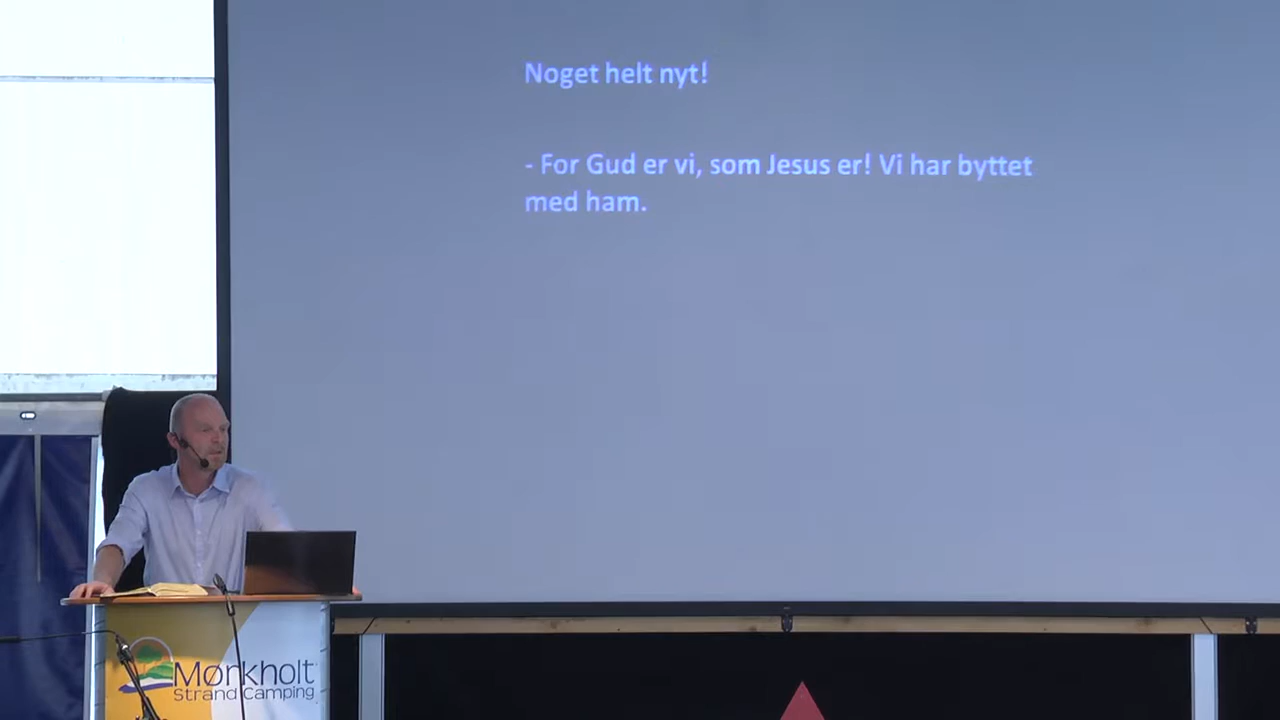 Noget helt nyt!
- For Gud er vi, som Jesus er! Vi har byttet
med ham.
Mørkholt
Strand Camping